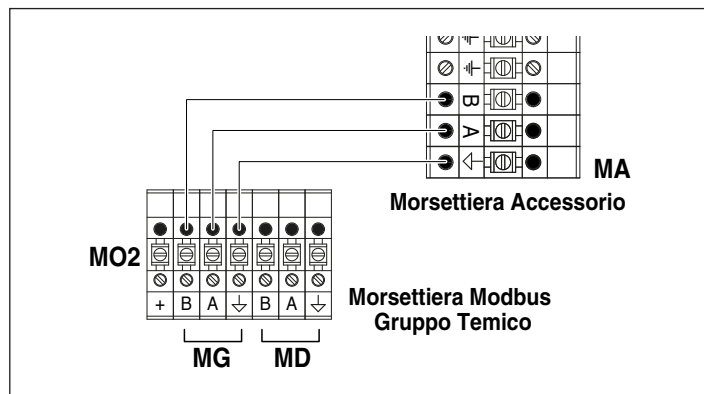 B
A
MA
Morsettiera Accessorio
MO2
+ B A B A
Morsettiera Modbus
Gruppo Temico
MG MD